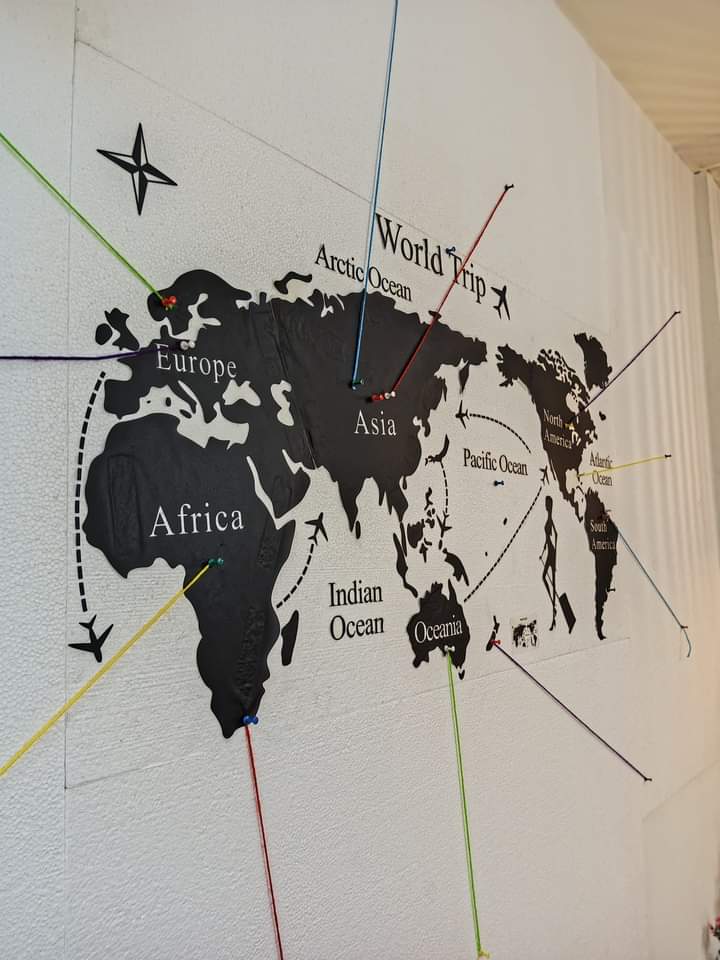 World Trip
Arctic Ocean
Europe
Asia
North
America
Pacific Ocean
Atlantic
Ocean
Africa
South
America
Indian
Ocean
Oceania